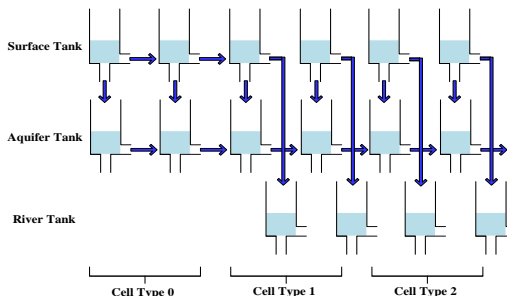 Surface Tank
Aquifer Tank
River Tank
Cell Type 0 Cell Type 1 Cell Type 2